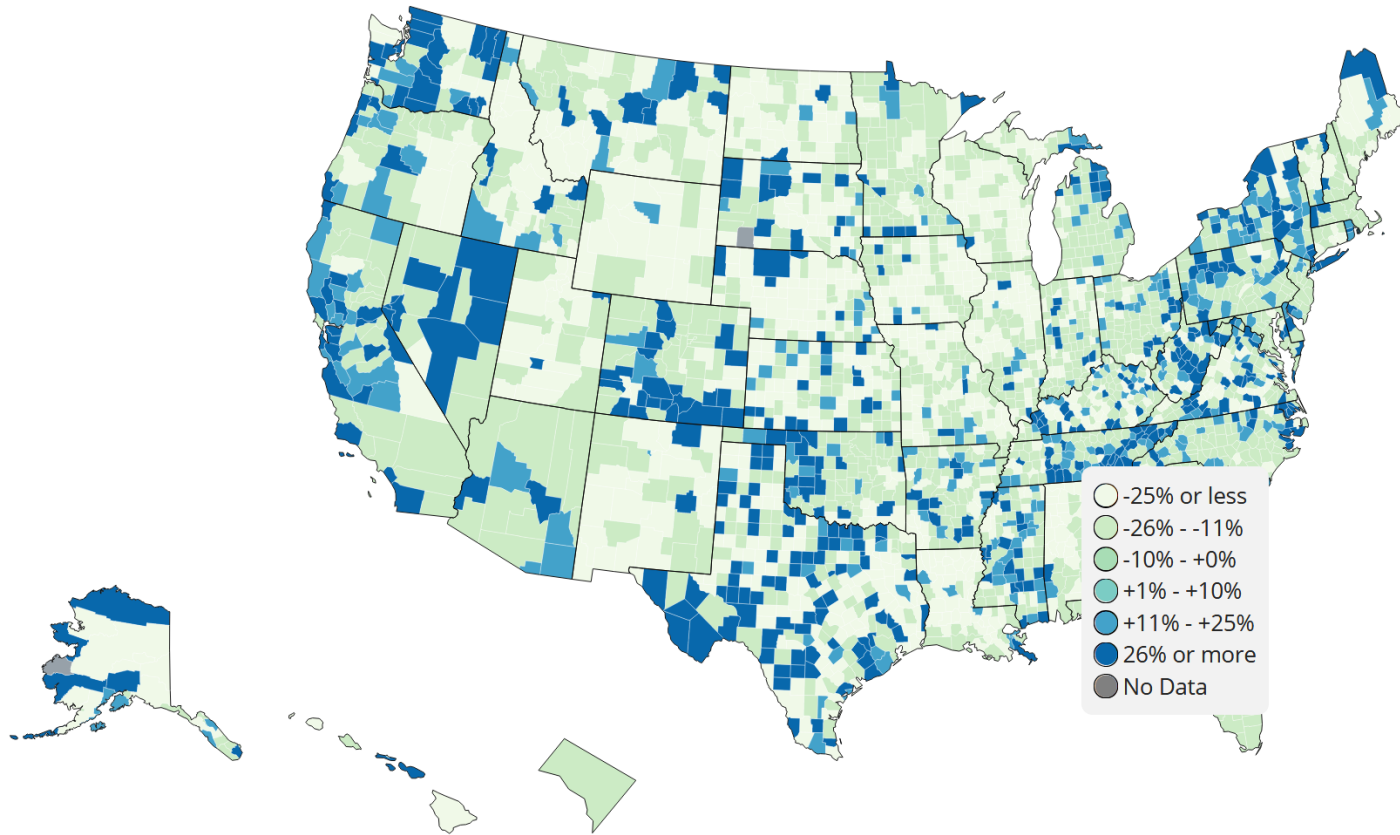 -25% or less
-26% - -11%
-10% - +0%
+1% - +10%
+11% - +25%
26% or more
No Data